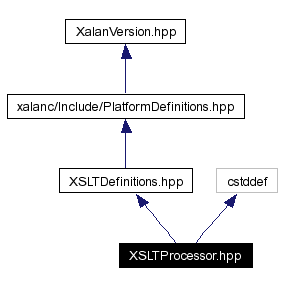 XalanVersion.hpp
xalanc/Include/PlatformDefinitions.hpp
XSLTDefinitions.hpp
cstddef
XSLTProcessor.hpp